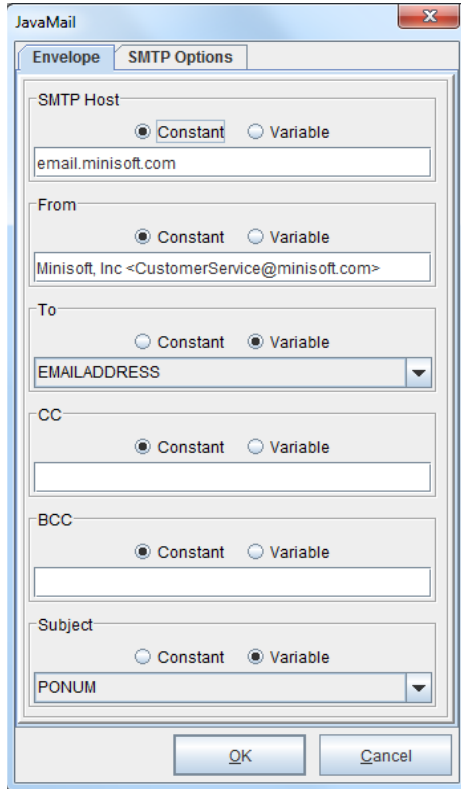 JavaMail
Envelope SMTP Options
SMTP Host
Constant Variable
email.minisoft.com
From
Constant Variable
Minisoft, Inc <CustomerService@minisoft.com>
To
Constant Variable
EMAILADDRESS
CC
Constant Variable
BCC
Constant Variable
Subject
Constant Variable
PONUM
OK Cancel